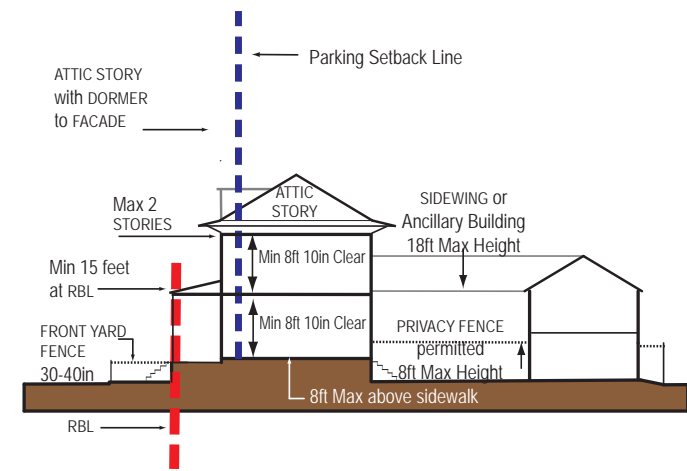 Parking Setback Line
ATTIC STORY
with DORMER
to FACADE
ATTIC
STORY
SIDEWING or
Ancillary Building
18ft Max Height
Max 2
STORIES
Min 8ft 10in Clear
Min 15 feet
at RBL
Min 8ft 10in Clear
PRIVACY FENCE
permitted
8ft Max Height
FRONT YARD
FENCE
30-40in
8ft Max above sidewalk
RBL